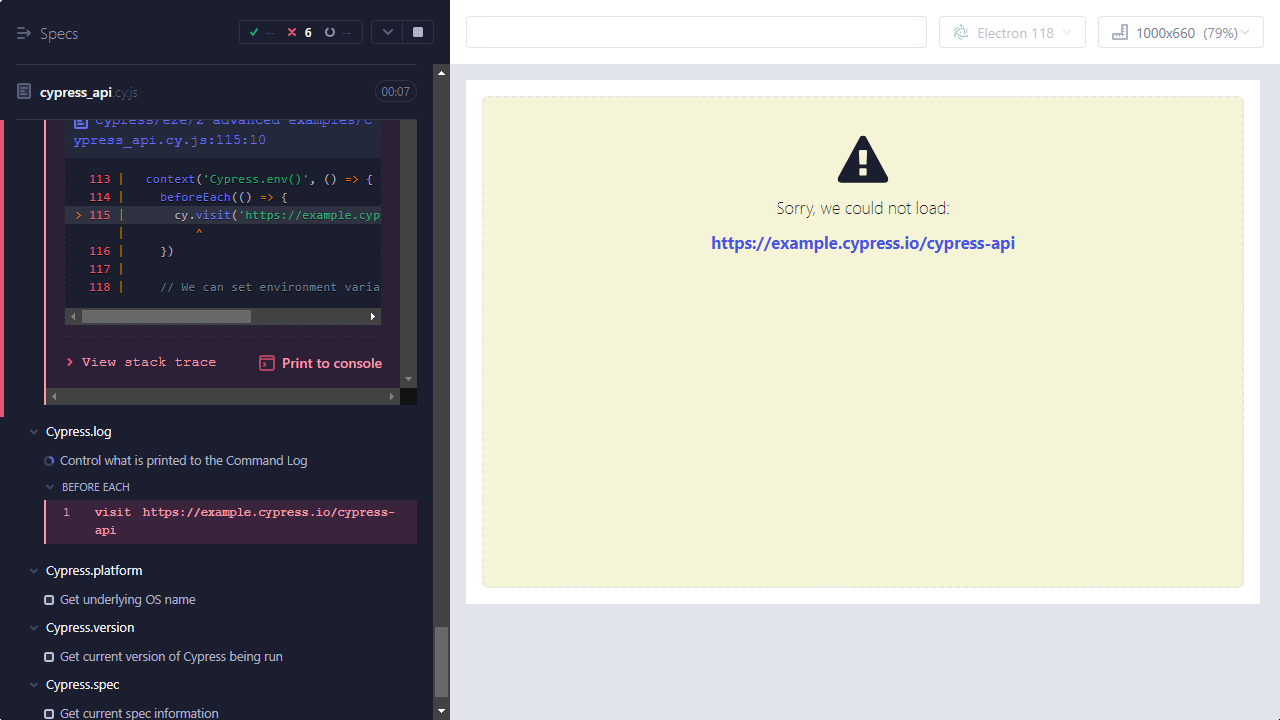 Specs
--
6
--
cypress_api.cy.js
00:07
cypress/e2e/2-advanced-examples/c
ypress_api.cy.js:115:10
113 | context('Cypress.env()', () => {
114 | beforeEach(() => {
> 115 | cy.visit('https://example.cyp
| ^
116 | })
117 |
118 | // We can set environment varia
View stack trace
Print to console
Cypress.log
Control what is printed to the Command Log
BEFORE EACH
1 visit https://example.cypress.io/cypress-
api
Cypress.platform
Get underlying OS name
Cypress.version
Get current version of Cypress being run
Cypress.spec
Get current spec information
Electron 118
1000x660 (79%)
Sorry, we could not load:
https://example.cypress.io/cypress-api